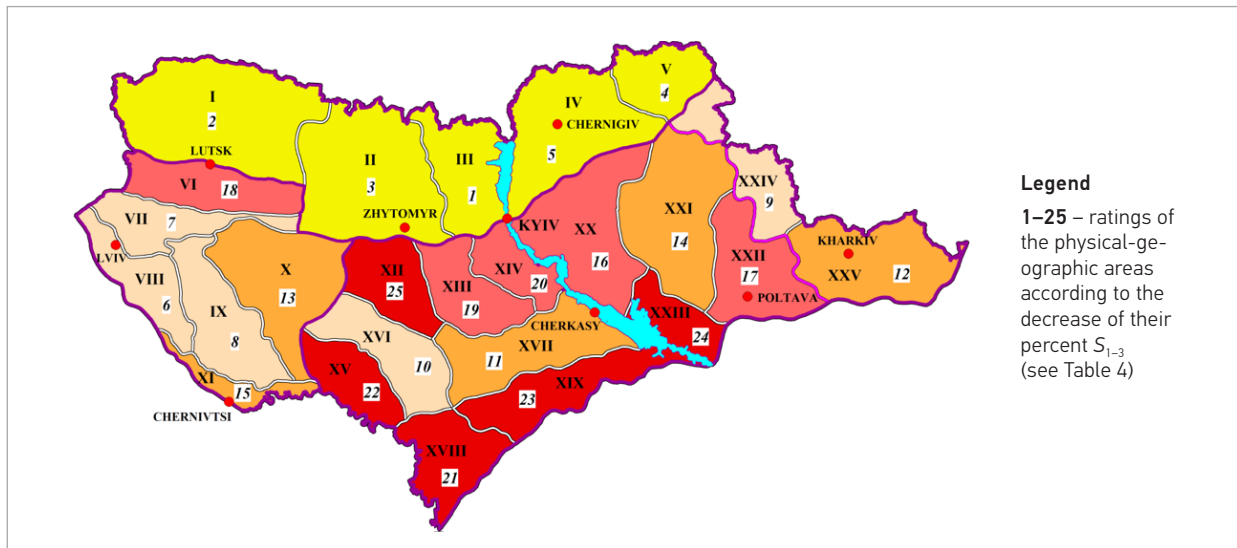 V
4
I
2
IV
CHERNIGIV
5
LUTSK
II
3
III
1
VI
18
ZHYTOMYR
KYIV
XXIV
9
VII
7
XX
16
XXI
14
LVIV
VIII
6
X
13
XII
25
XIII
19
XIV
20
XXII
17
POLTAVA
KHARKIV
XXV
12
IX
8
XVI
10
CHERKASY
XVII
11
XXIII
24
XI
15
XV
22
XIX
23
CHERNIVTSI
XVIII
21
Legend
1–25 – ratings of
the physical-ge-
ographic areas
according to the
decrease of their
percent S1–3
(see Table 4)